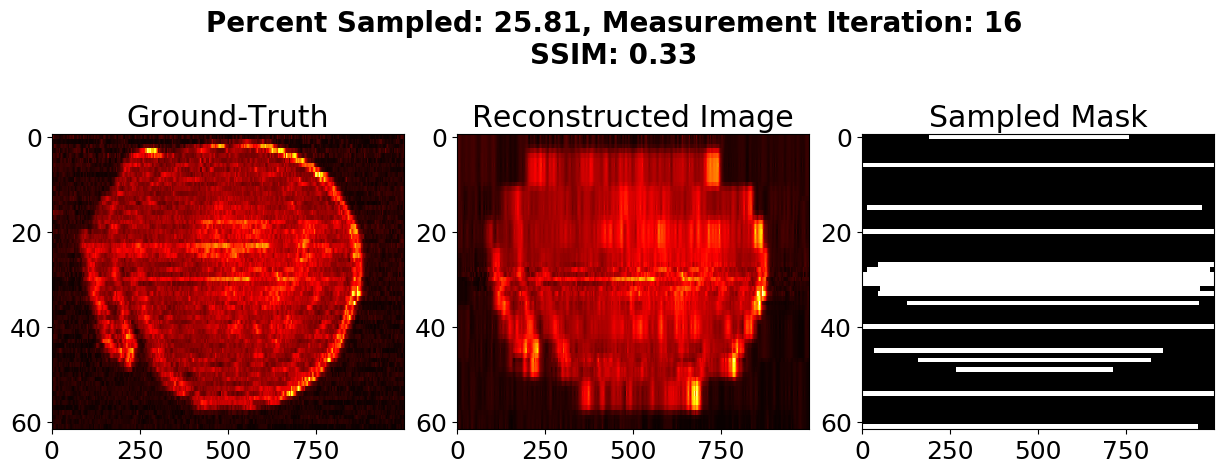 Percent Sampled: 25.81, Measurement Iteration: 16
SSIM: 0.33
Ground-Truth
0
20
40
60
0 250 500 750
Reconstructed Image
0
20
40
60
0 250 500 750
Sampled Mask
0
20
40
60
0 250 500 750